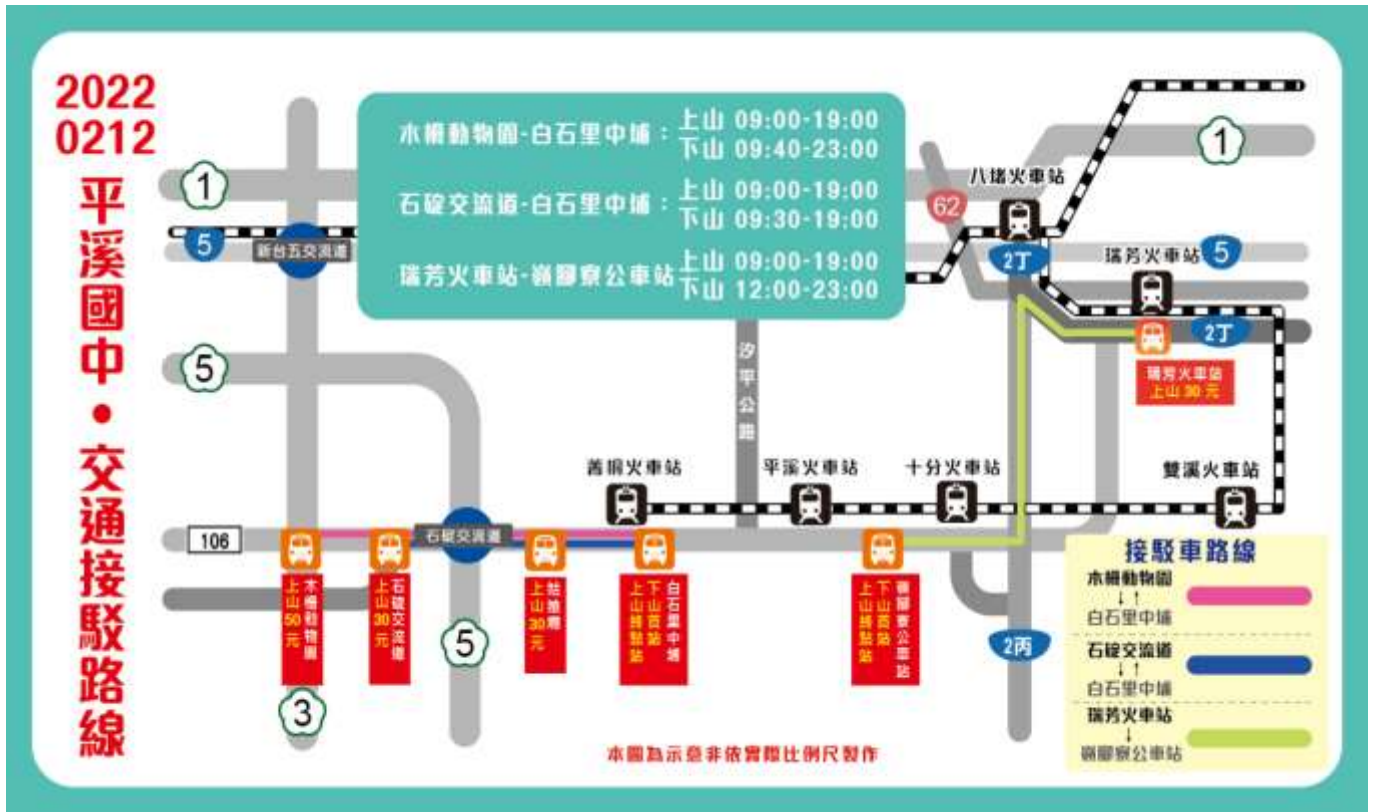 2022
0212
平溪國中•交通接駁路線
木柵動物園-白石里中埔：上山 09:00-19:00
下山 09:40-23:00
石碇交流道-白石里中埔：上山 09:00-19:00
下山 09:30-19:00
瑞芳火車站-嶺腳寮公車站 上山 09:00-19:00
下山 12:00-23:00
1
1
5
新台五交流道
62
八堵火車站
2丁
瑞芳火車站
5
2丁
瑞芳火車站
上山 30 元
5
汐平公路
菁桐火車站
平溪火車站
十分火車站
雙溪火車站
106
石碇交流道
木柵動物園
上山50元
石碇交流道
上山30元
上山30元
白石里中埔
下山首站
上山終點站
嶺腳寮公車站
下山首站
上山終點站
5
3
2丙
接駁車路線
木柵動物園
↓↑
白石里中埔
石碇交流道
↓↑
白石里中埔
瑞芳火車站
↓
嶺腳寮公車站
本圖為示意非依實際比例尺製作